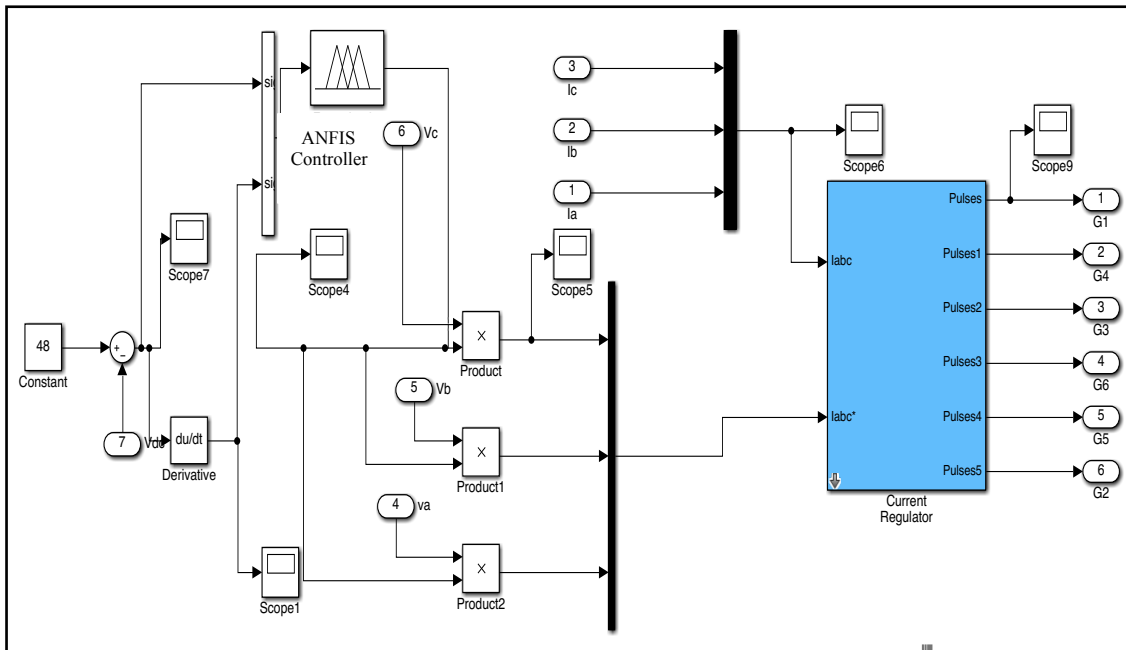 sig
sig
ANFIS
Controller
3
Ic
2
Ib
1
Ia
6
Vc
Scope6
Scope9
Scope7
Scope4
Scope5
48
Constant
+
−
7
Vdc
du/dt
Derivative
Scope1
X
Product
5
Vb
X
Product1
4
va
X
Product2
Iabc
Iabc*
Pulses
Pulses1
Pulses2
Pulses3
Pulses4
Pulses5
Current
Regulator
1
G1
2
G4
3
G3
4
G6
5
G5
6
G2